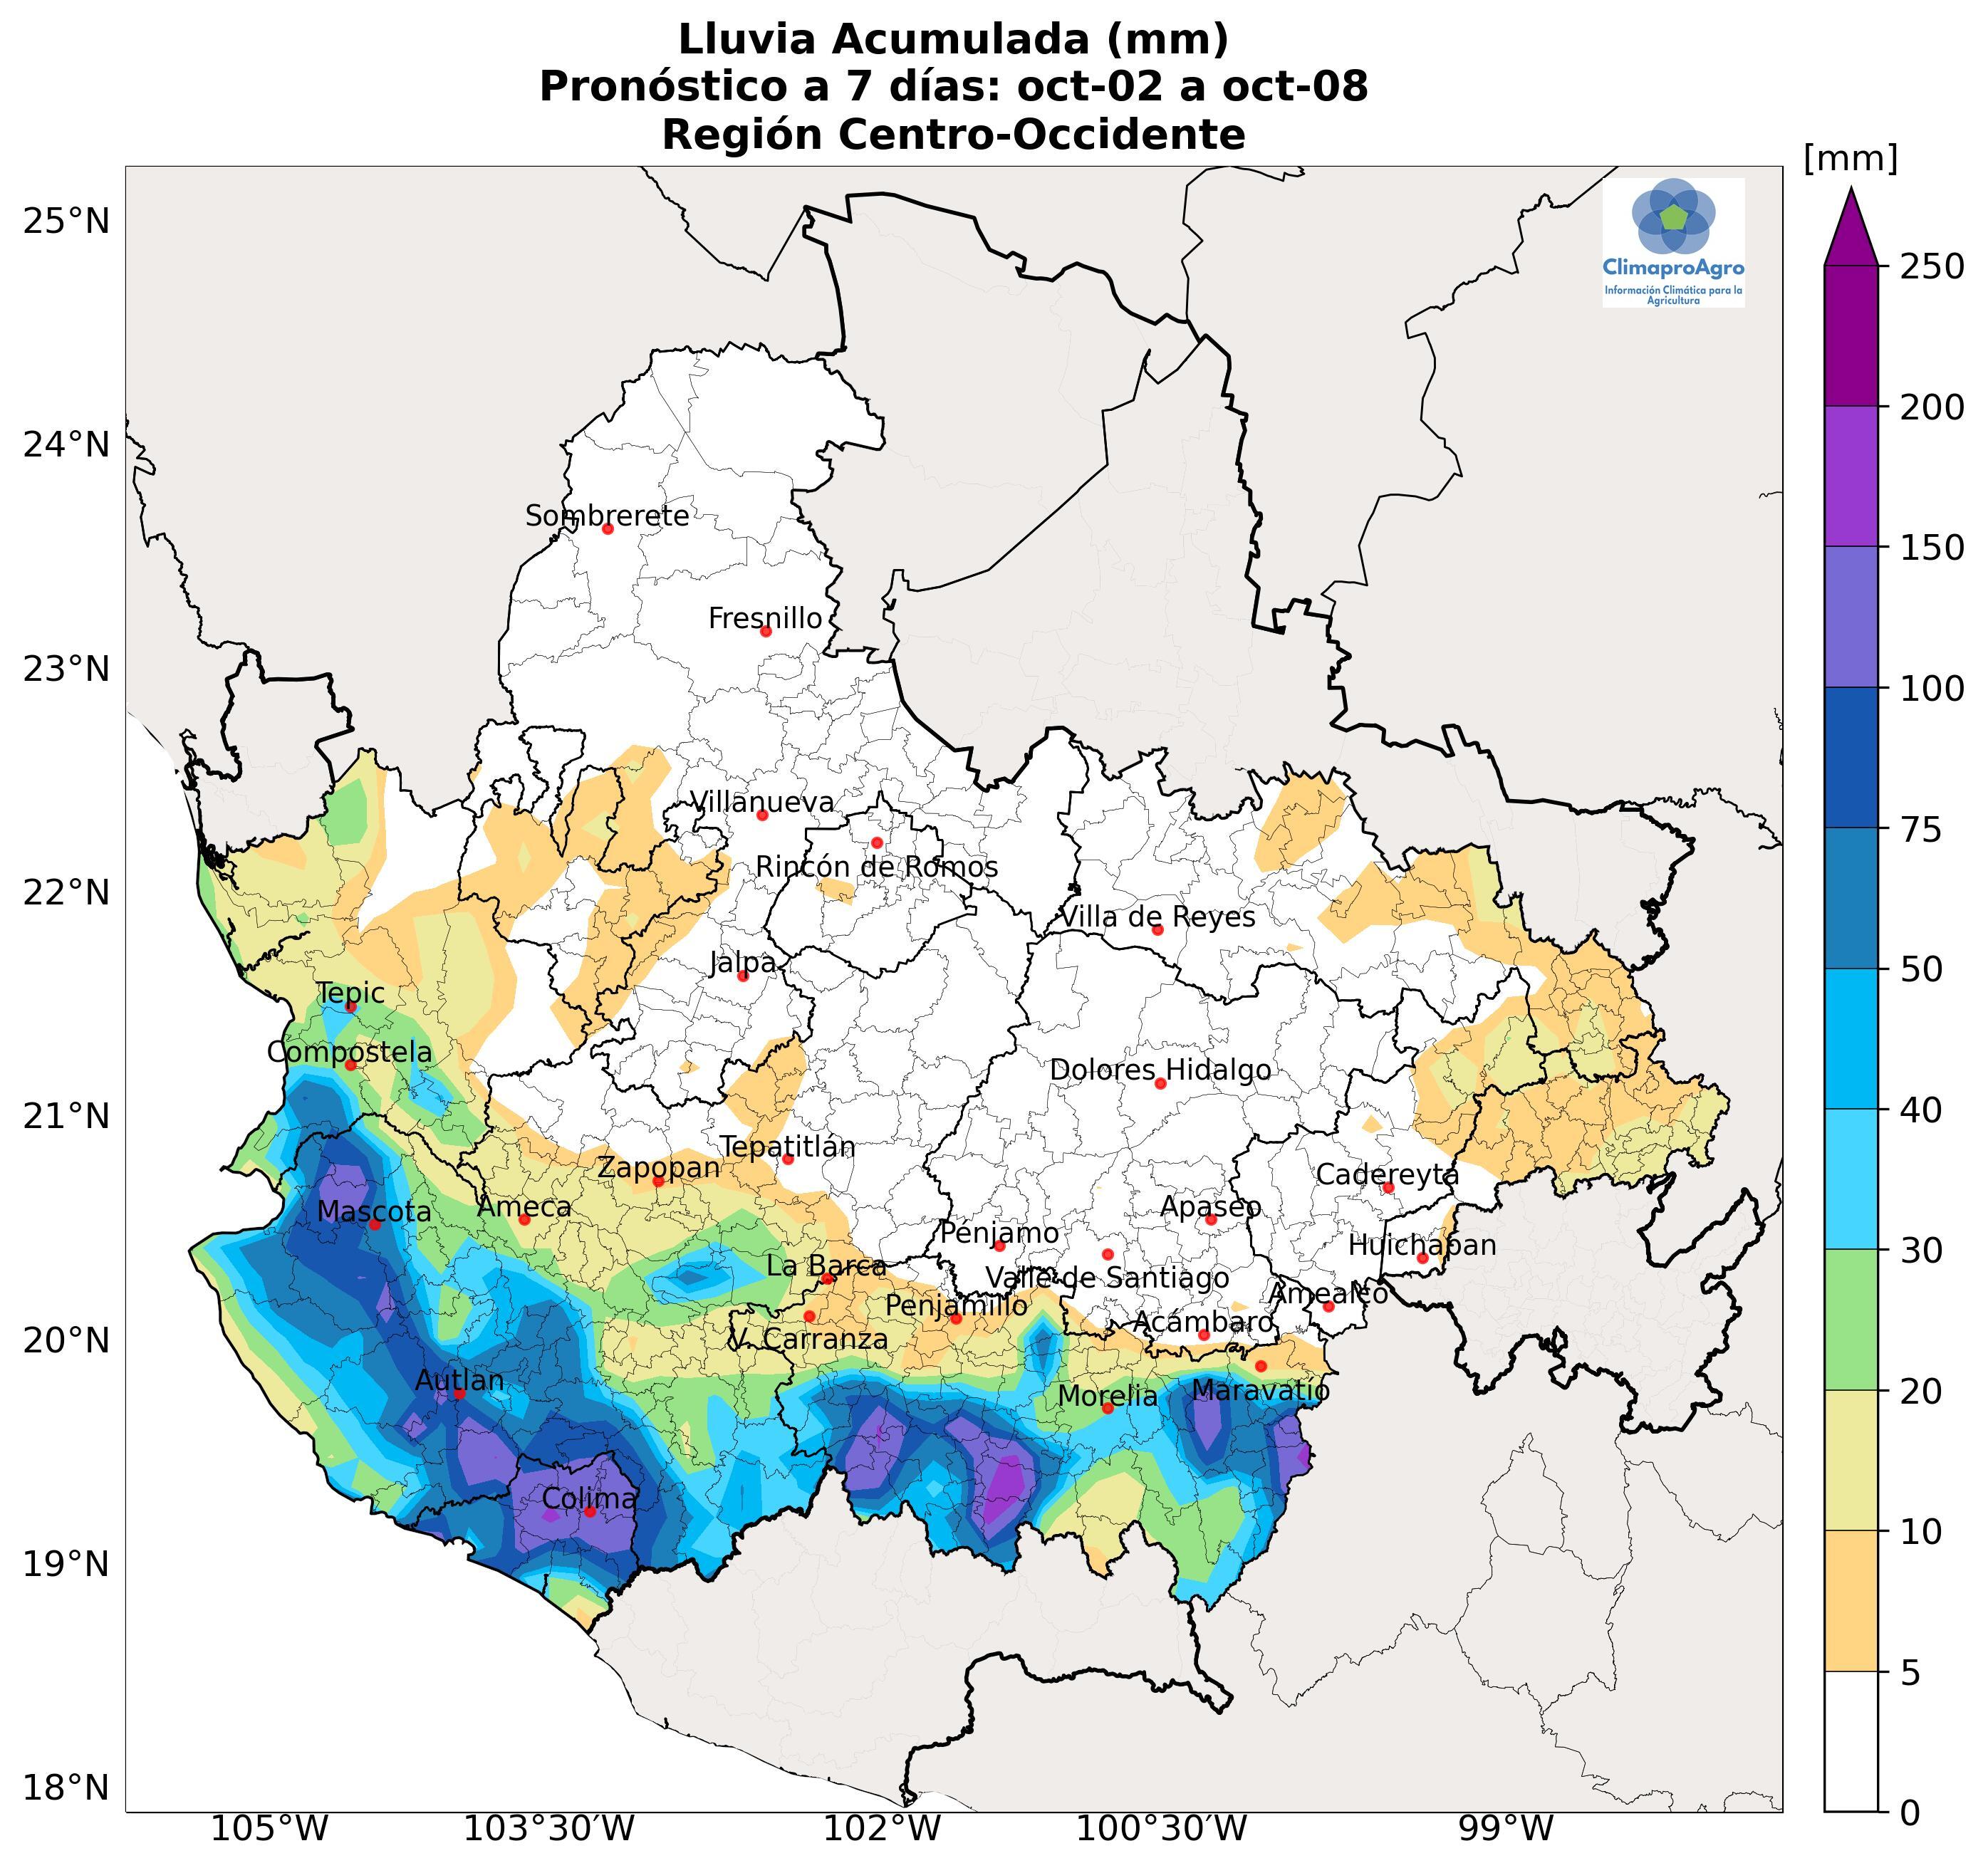 Lluvia Acumulada (mm)
Pronóstico a 7 días: oct-02 a oct-08
Región Centro-Occidente
[mm]
ClimaproAgro
Información Climática para la
Agricultura
25°N
24°N
23°N
22°N
21°N
20°N
19°N
18°N
Sombrerete
Fresnillo
Villanueva
Rincón de Romos
Villa de Reyes
Jalpa
Tepic
Compostela
Dolores Hidalgo
Tepatitlán
Zapopan
Cadereyta
Mascota
Ameca
Apaseo
Pénjamo
Huichapan
La Barca
Valle de Santiago
Amealco
Penjamillo
Acámbaro
V. Carranza
Autlan
Morelia
Maravatio
Colima
105°W
103°30'W
102°W
100°30'W
99°W
250
200
150
100
75
50
40
30
20
10
5
0